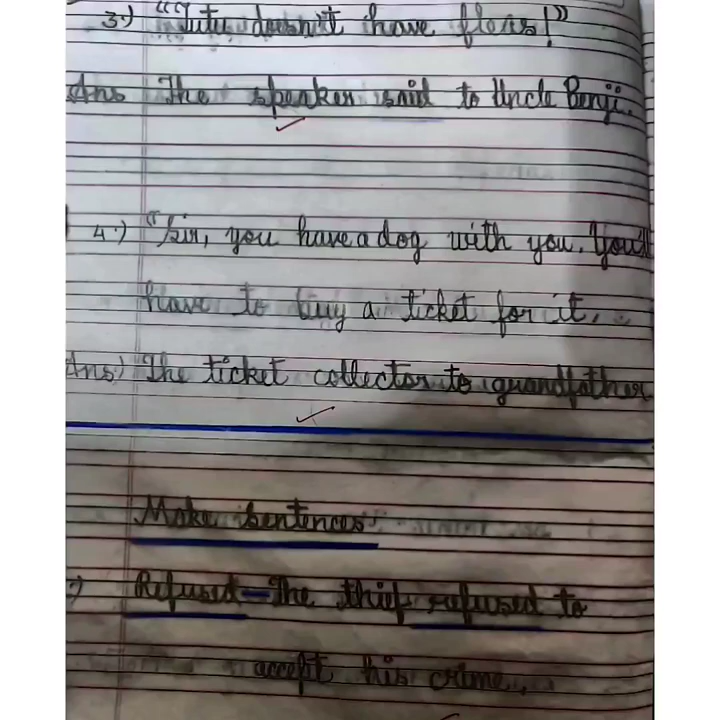 3.) "Tutu doesn't have fleas!"
Ans The speaker said to Uncle Benji.
4.) "Sir, you have a dog with you. You'll
have to buy a ticket for it.
Ans) The ticket collector to grandfather
Make sentences
) Refused - The thief refused to
accept his crime.